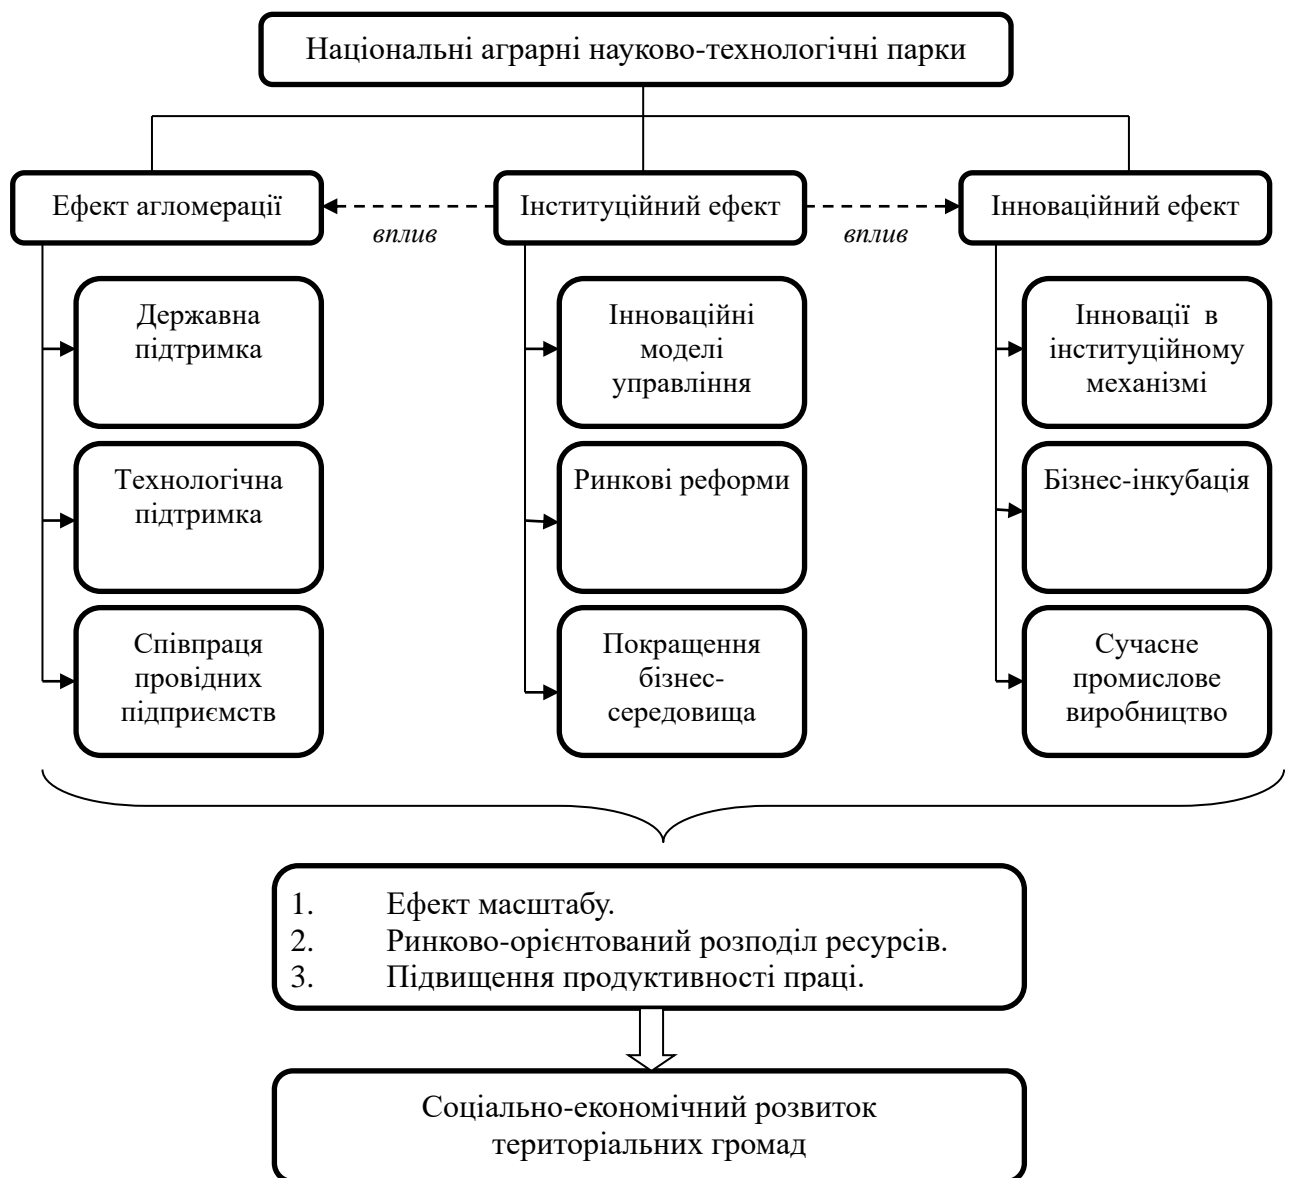 Національні аграрні науково-технологічні парки
Ефект агломерації
вплив
Інституційний ефект
вплив
Інноваційний ефект
Державна
підтримка
Технологічна
підтримка
Співпраця
провідних
підприємств
Інноваційні
моделі
управління
Ринкові реформи
Покращення
бізнес-
середовища
Інновації в
інституційному
механізмі
Бізнес-інкубація
Сучасне
промислове
виробництво
1. Ефект масштабу.
2. Ринково-орієнтований розподіл ресурсів.
3. Підвищення продуктивності праці.
Соціально-економічний розвиток
територіальних громад